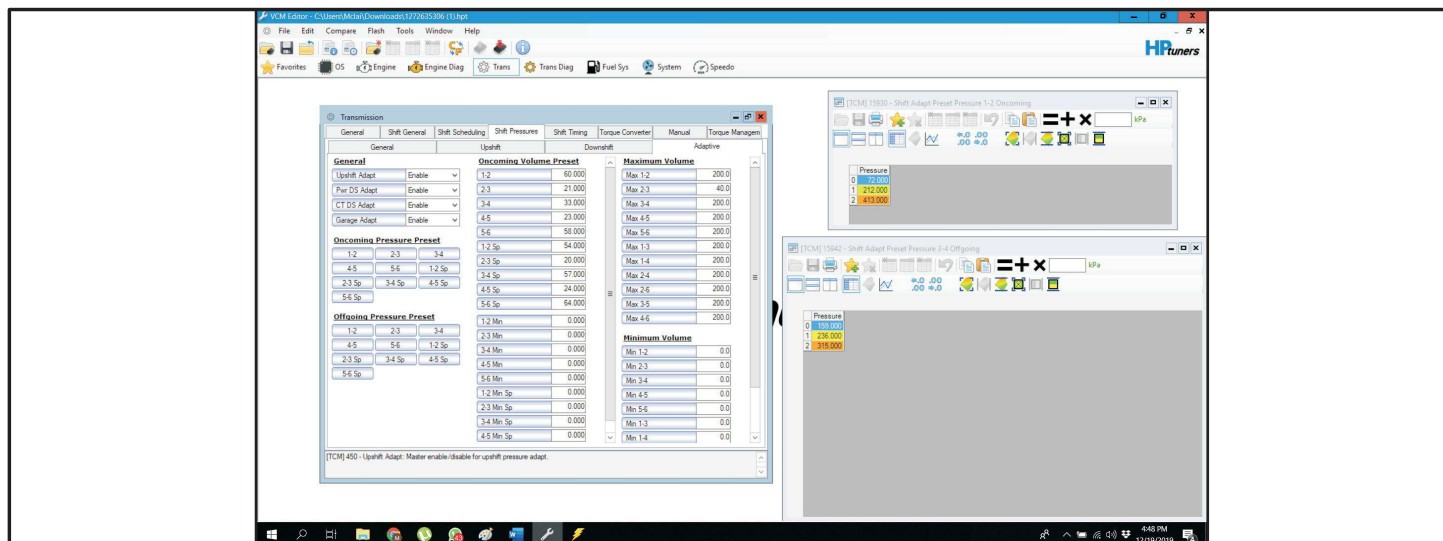 VCM Editor - C:\Users\Mclai\Downloads\1272635306 (1).hpt
File Edit Compare Flash Tools Window Help
HPtuners
Favorites OS Engine Engine Diag Trans Trans Diag Fuel Sys System Speedo
Transmission
General Shift General Shift Scheduling Shift Pressures Shift Timing Torque Converter Manual Torque Managem
General Upshift Downshift Adaptive
General
Upshift Adapt Enable
Pwr DS Adapt Enable
CT DS Adapt Enable
Garage Adapt Enable
Oncoming Pressure Preset
1-2 2-3 3-4
4-5 5-6 1-2 Sp
2-3 Sp 3-4 Sp 4-5 Sp
5-6 Sp
Offgoing Pressure Preset
1-2 2-3 3-4
4-5 5-6 1-2 Sp
2-3 Sp 3-4 Sp 4-5 Sp
5-6 Sp
Oncoming Volume Preset
1-2 60.000
2-3 21.000
3-4 33.000
4-5 23.000
5-6 58.000
1-2 Sp 54.000
2-3 Sp 20.000
3-4 Sp 57.000
4-5 Sp 24.000
5-6 Sp 64.000
1-2 Min 0.000
2-3 Min 0.000
3-4 Min 0.000
4-5 Min 0.000
5-6 Min 0.000
1-2 Min Sp 0.000
2-3 Min Sp 0.000
3-4 Min Sp 0.000
4-5 Min Sp 0.000
Maximum Volume
Max 1-2 200.0
Max 2-3 40.0
Max 3-4 200.0
Max 4-5 200.0
Max 5-6 200.0
Max 1-3 200.0
Max 1-4 200.0
Max 2-4 200.0
Max 2-6 200.0
Max 3-5 200.0
Max 4-6 200.0
Minimum Volume
Min 1-2 0.0
Min 2-3 0.0
Min 3-4 0.0
Min 4-5 0.0
Min 5-6 0.0
Min 1-3 0.0
Min 1-4 0.0
[TCM] 450 - Upshift Adapt: Master enable/disable for upshift pressure adapt.
[TCM] 15930 - Shift Adapt Preset Pressure 1-2 Oncoming
kPa
Pressure
0 72.000
1 212.000
2 413.000
[TCM] 15942 - Shift Adapt Preset Pressure 3-4 Offgoing
kPa
Pressure
0 159.000
1 236.000
2 315.000
4:48 PM
12/19/2019